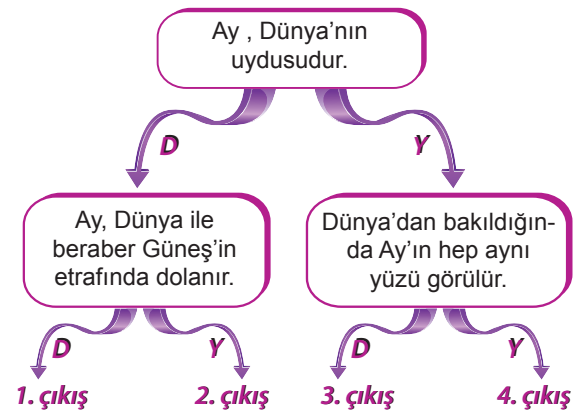 Ay , Dünya'nın
uydusudur.
D
Y
Ay, Dünya ile
beraber Güneş'in
etrafında dolanır.
Dünya'dan bakıldığın-
da Ay'ın hep aynı
yüzü görülür.
D
Y
D
Y
1. çıkış
2. çıkış
3. çıkış
4. çıkış